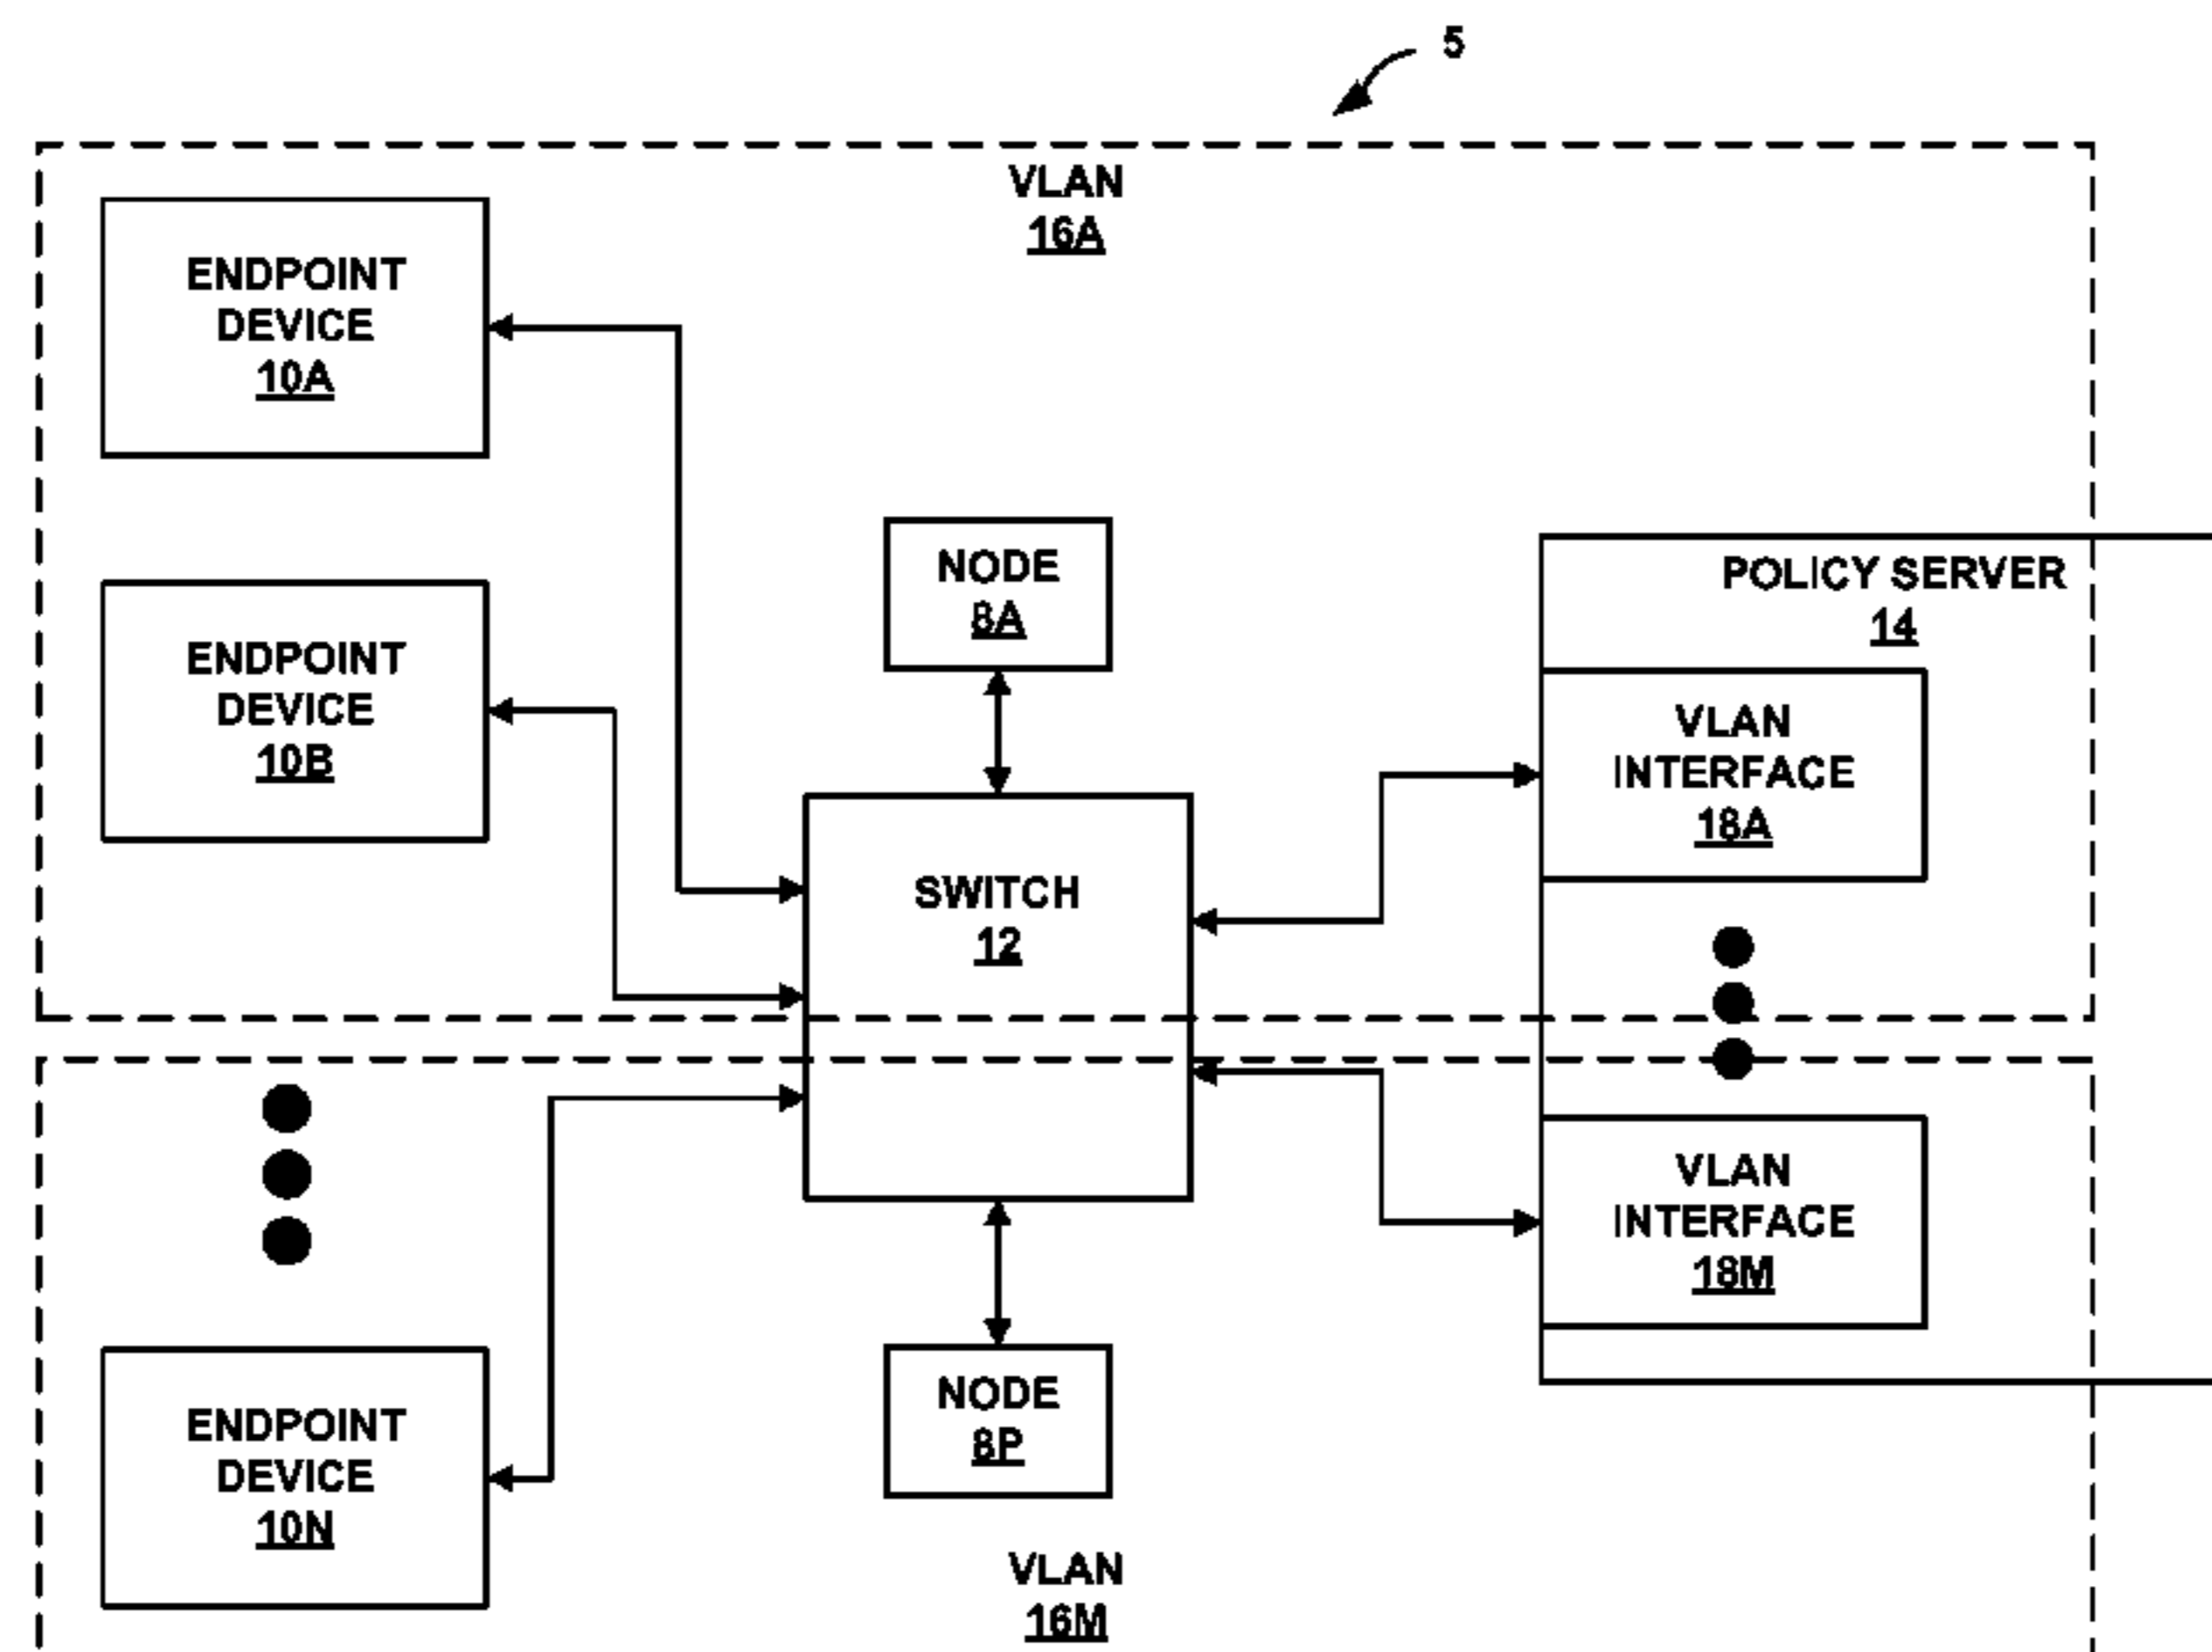 5
VLAN
16A
ENDPOINT
DEVICE
10A
ENDPOINT
DEVICE
10B
NODE
8A
POLICY SERVER
14
VLAN
INTERFACE
18A
SWITCH
12
VLAN
INTERFACE
18M
NODE
8P
ENDPOINT
DEVICE
10N
VLAN
16M